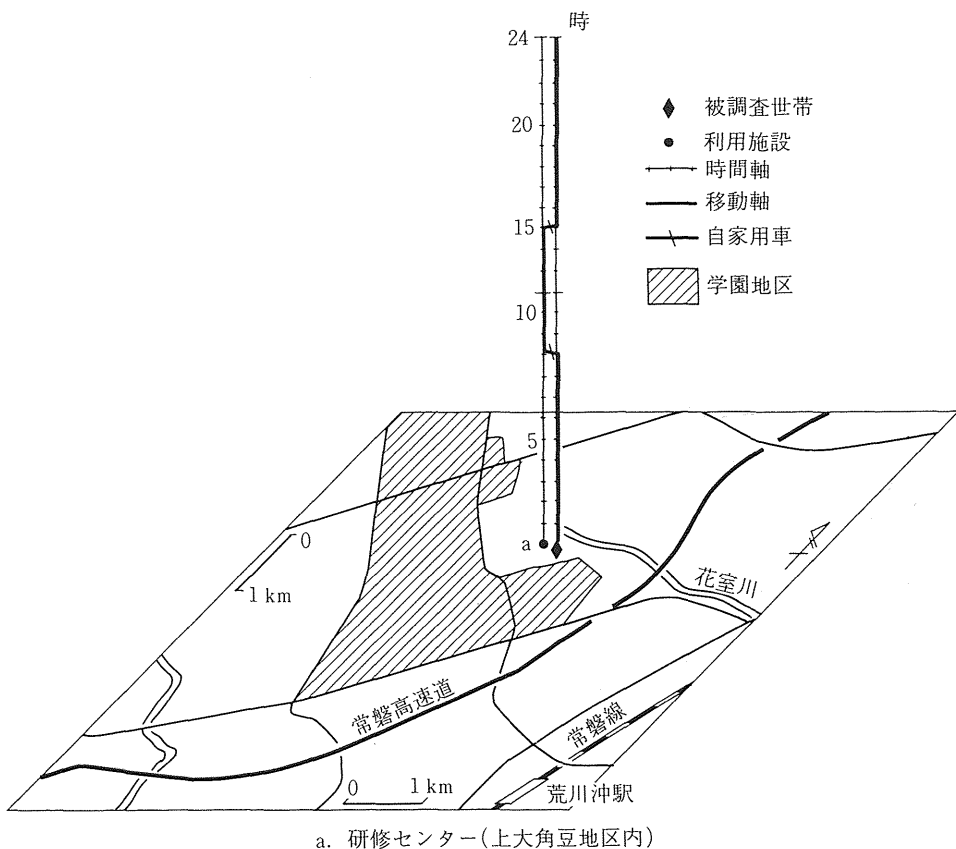 時
24
20
15
10
5
被調査世帯
利用施設
時間軸
移動軸
自家用車
学園地区
a
0
1 km
花室川
常磐高速道
常磐線
0 1 km
荒川沖駅
a. 研修センター(上大角豆地区内)